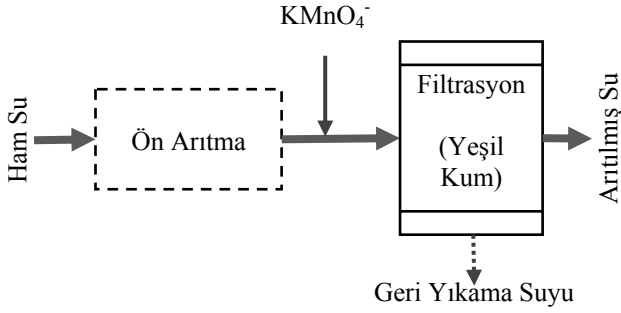 KMnO₄⁻
Ham Su
Ön Arıtma
Filtrasyon
(Yeşil
Kum)
Arıtılmış Su
Geri Yıkama Suyu